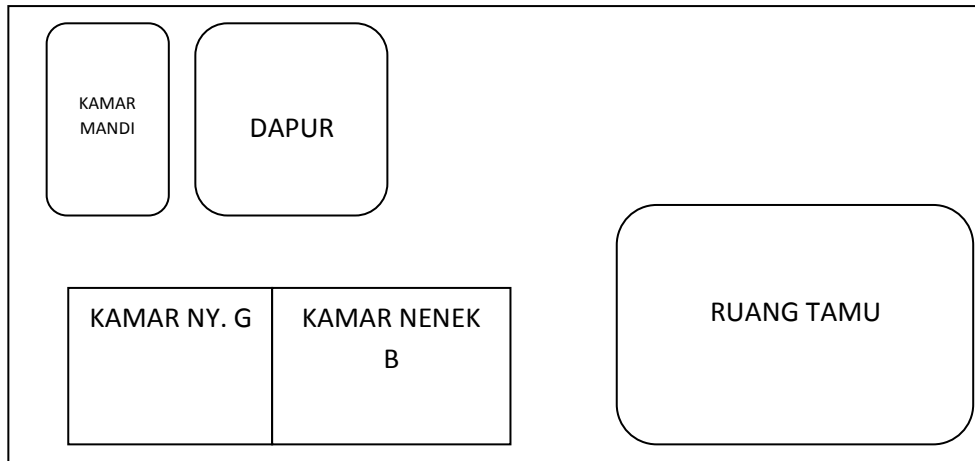 KAMAR
MANDI
DAPUR
KAMAR NY. G
KAMAR NENEK
B
RUANG TAMU